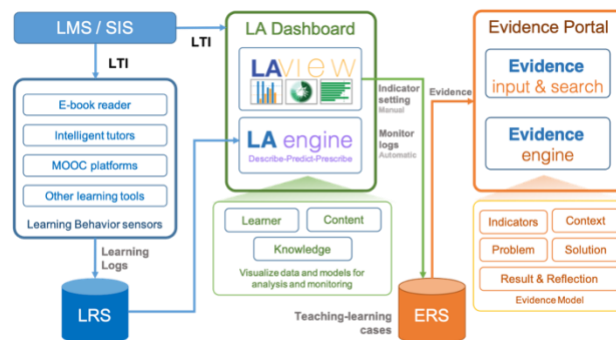 LMS / SIS
LTI
LTI
E-book reader
Intelligent tutors
MOOC platforms
Other learning tools
Learning Behavior sensors
Learning
Logs
LRS
LA Dashboard
LAview
LA engine
Describe-Predict-Prescribe
Learner
Content
Knowledge
Visualize data and models for
analysis and monitoring
Indicator
setting
Manual
Monitor
logs
Automatic
Teaching-learning
cases
ERS
Evidence
Evidence Portal
Evidence
input & search
Evidence
engine
Indicators
Context
Problem
Solution
Result & Reflection
Evidence Model